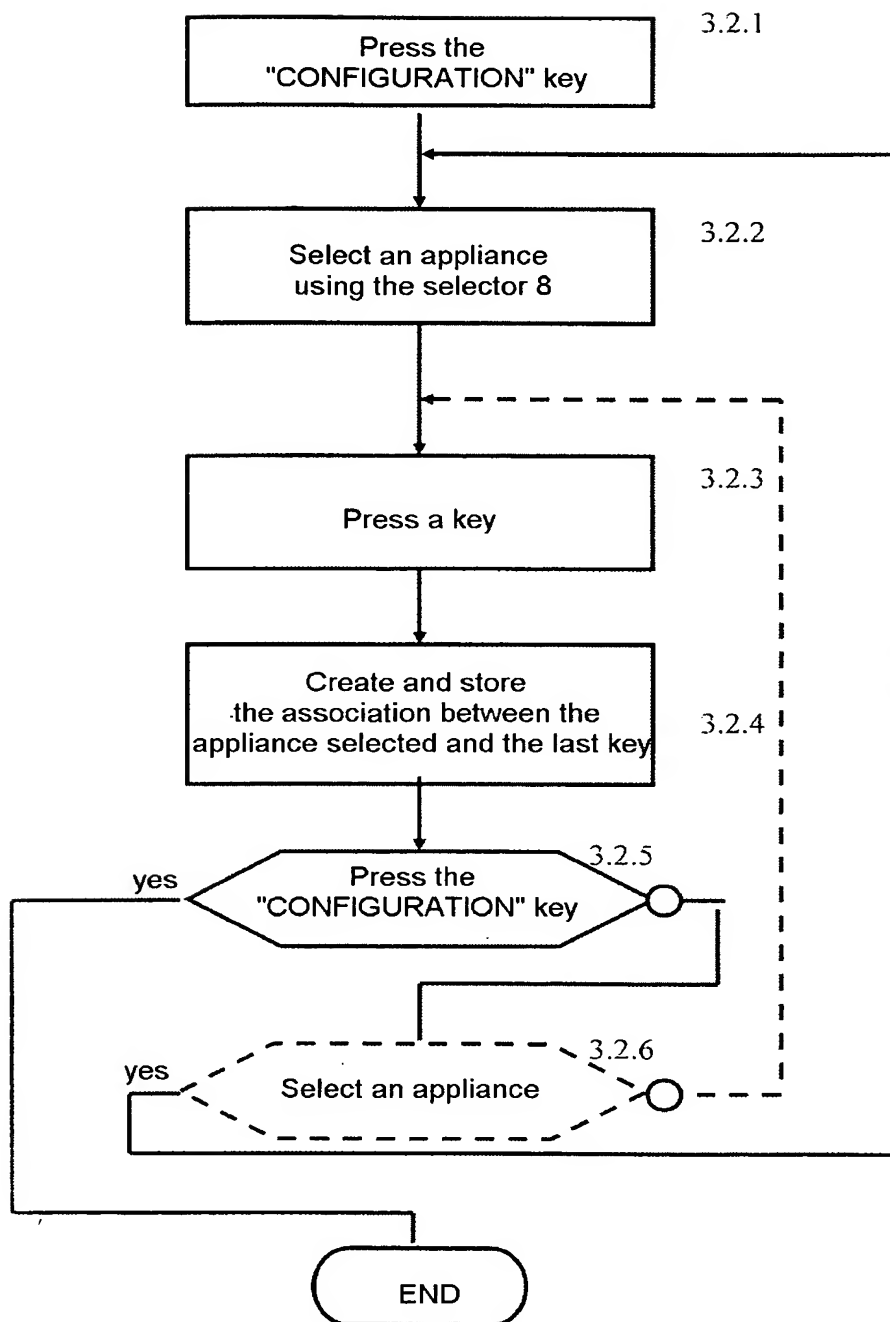 3.2.1
Press the
"CONFIGURATION" key
3.2.2
Select an appliance
using the selector 8
3.2.3
Press a key
Create and store
the association between the
appliance selected and the last key
3.2.4
3.2.5
yes
Press the
"CONFIGURATION" key
3.2.6
yes
Select an appliance
END